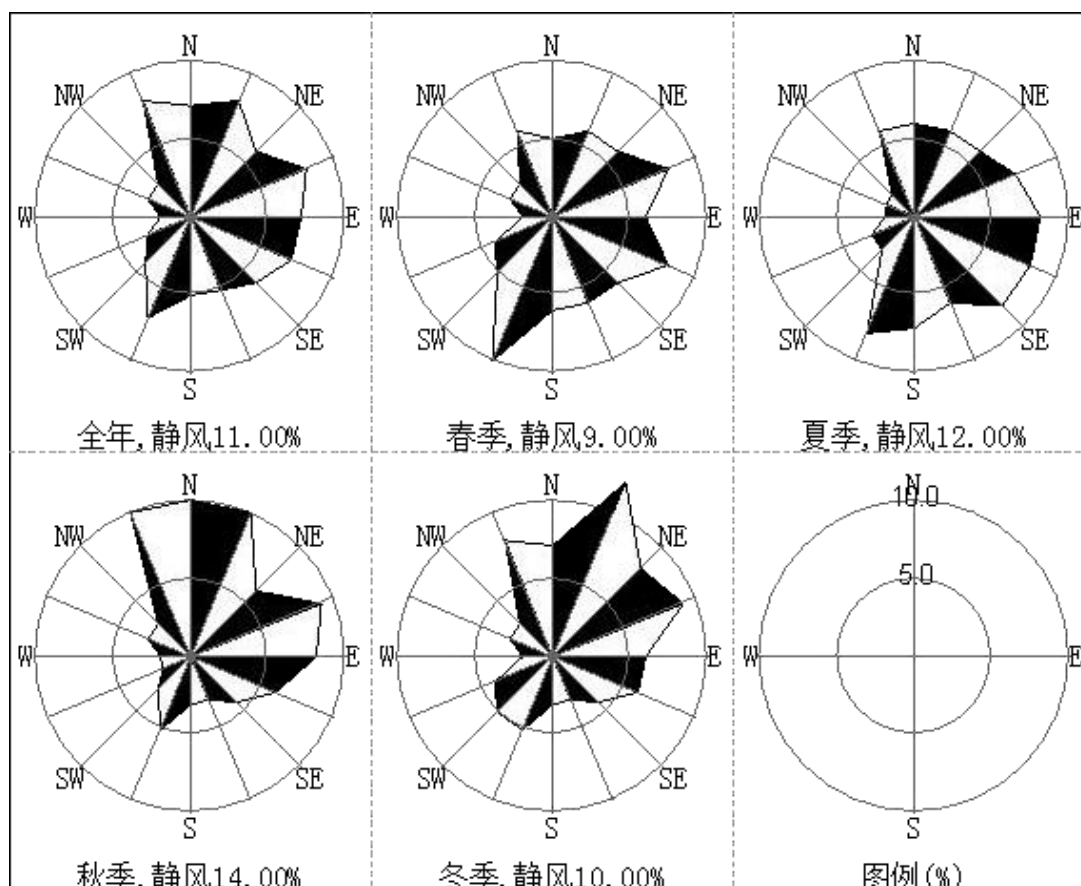 N
NW NE
W E
SW SE
S
全年,静风11.00%
N
NW NE
W E
SW SE
S
春季,静风9.00%
N
NW NE
W E
SW SE
S
夏季,静风12.00%
N
NW NE
W E
SW SE
S
秋季,静风14.00%
N
NW NE
W E
SW SE
S
冬季,静风10.00%
N
10.0
5.0
W E
S
图例(%)